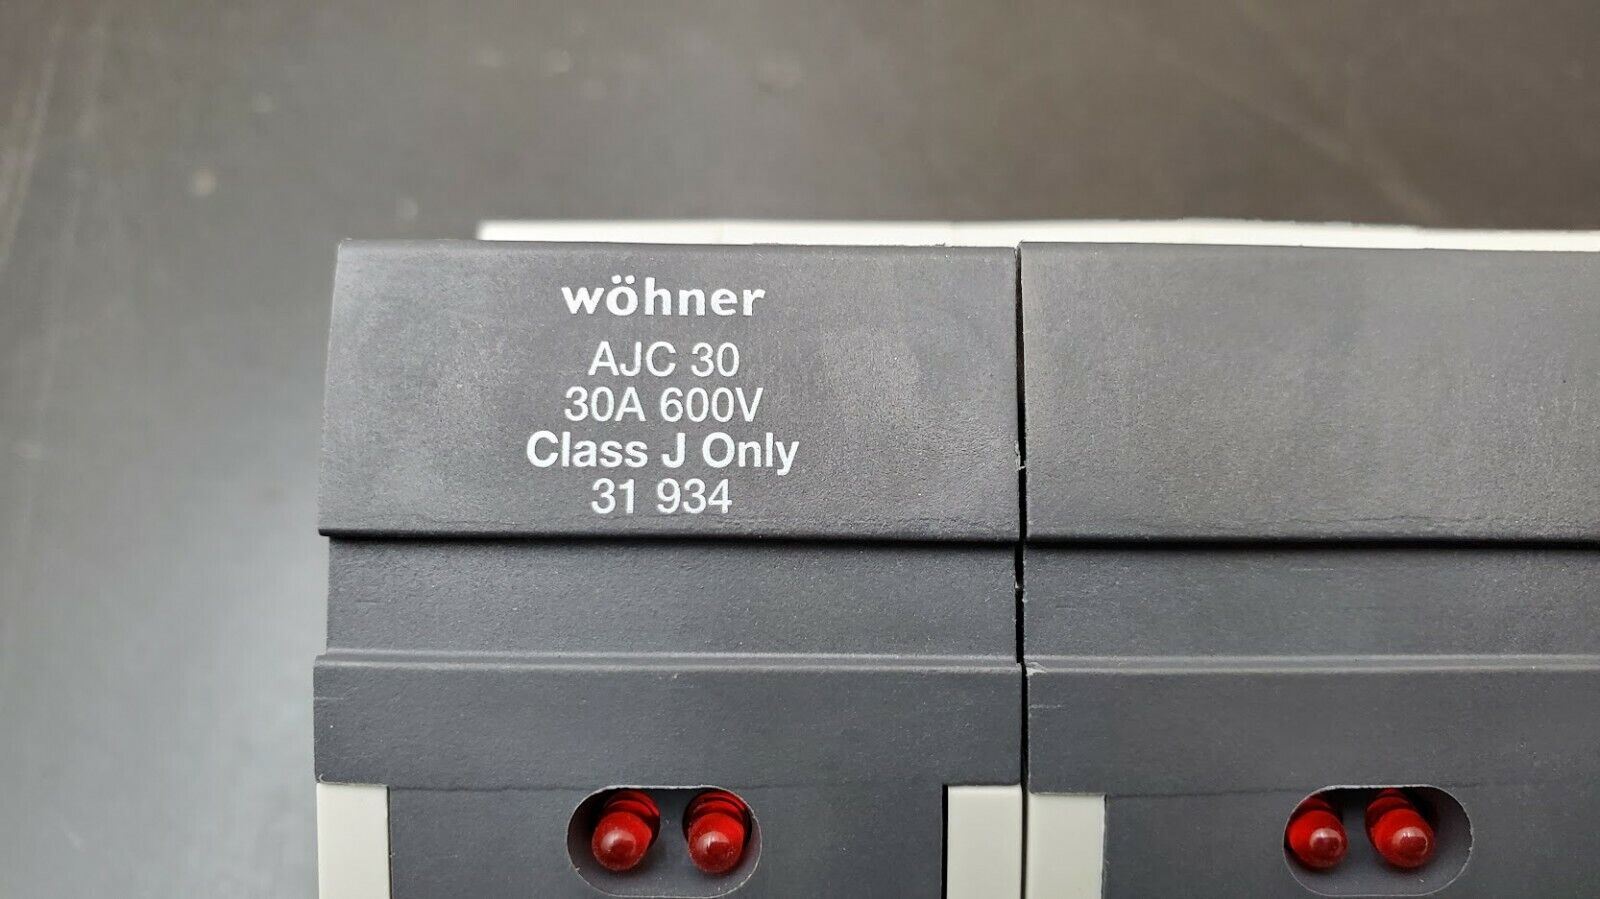 wöhner
AJC 30
30A 600V
Class J Only
31 934